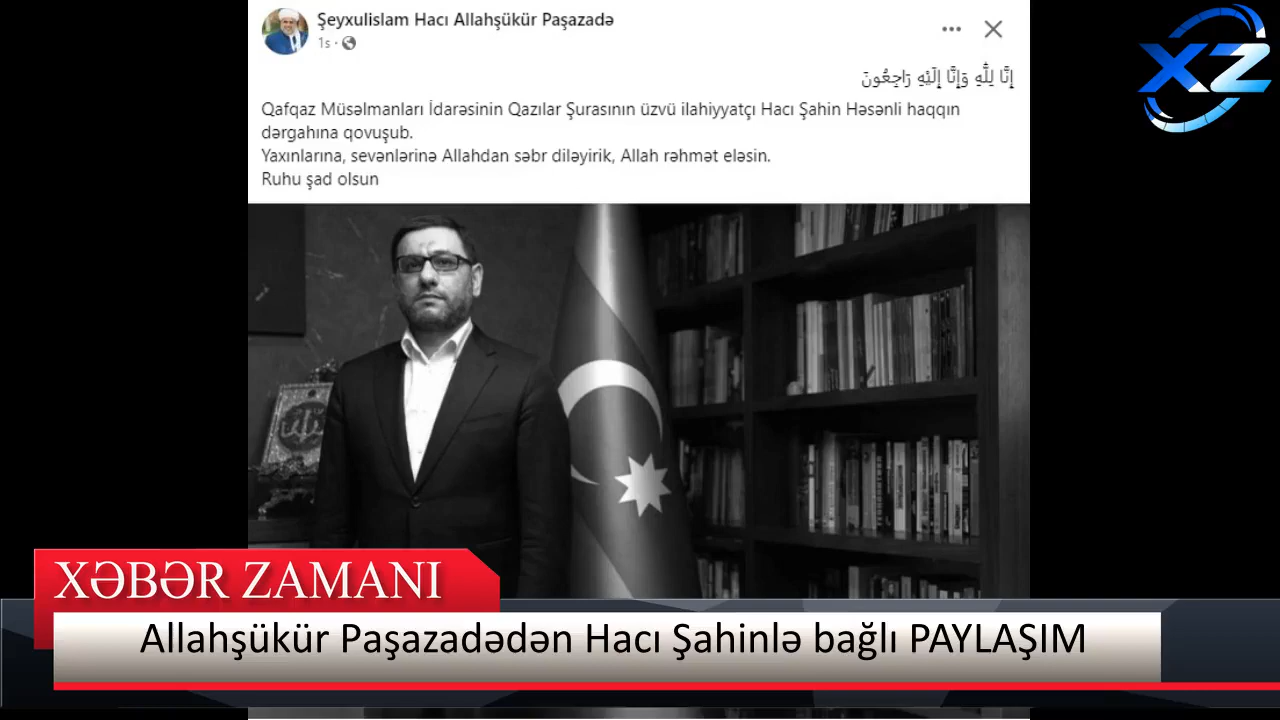 Şeyxulislam Hacı Allahşükür Paşazadə
1s ·
إِنَّا لِلّٰهِ وَإِنَّا إِلَيْهِ رَاجِعُونَ
Qafqaz Müsəlmanları İdarəsinin Qazılar Şurasının üzvü ilahiyyatçı Hacı Şahin Həsənli haqqın
dərgahına qovuşub.
Yaxınlarına, sevənlərinə Allahdan səbr diləyirik, Allah rəhmət eləsin.
Ruhu şad olsun
XZ
XƏBƏR ZAMANI
Allahşükür Paşazadədən Hacı Şahinlə bağlı PAYLAŞIM